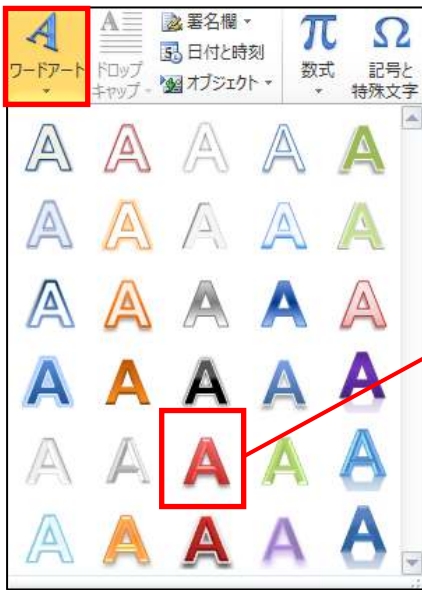 ワードアート
ドロップ
キャップ
署名欄
日付と時刻
オブジェクト
数式
記号と
特殊文字
π Ω
A A A A A
A A A A A
A A A A A
A A A A A
A A A A A
A A A A A